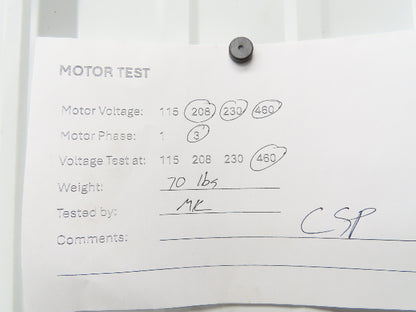 MOTOR TEST
Motor Voltage: 115 208 230 460
Motor Phase: 1 3
Voltage Test at: 115 208 230 460
Weight: 70 lbs
Tested by: MK
Comments: CSP